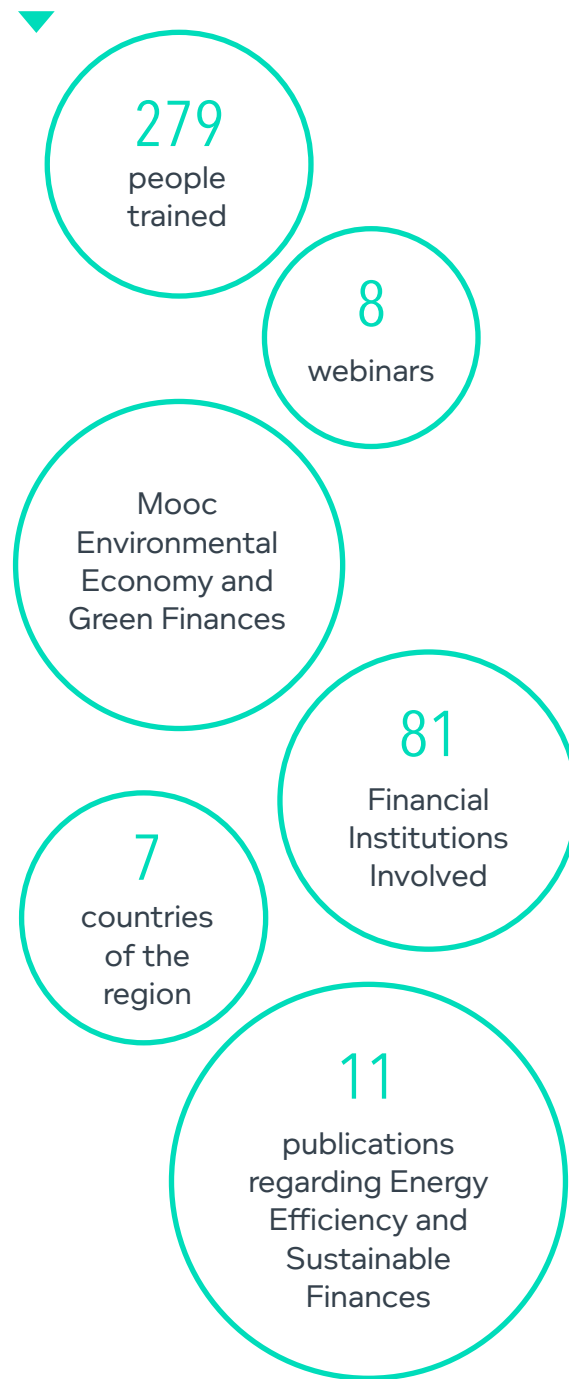 279
people
trained
8
webinars
Mooc
Environmental
Economy and
Green Finances
81
Financial
Institutions
Involved
7
countries
of the
region
11
publications
regarding Energy
Efficiency and
Sustainable
Finances